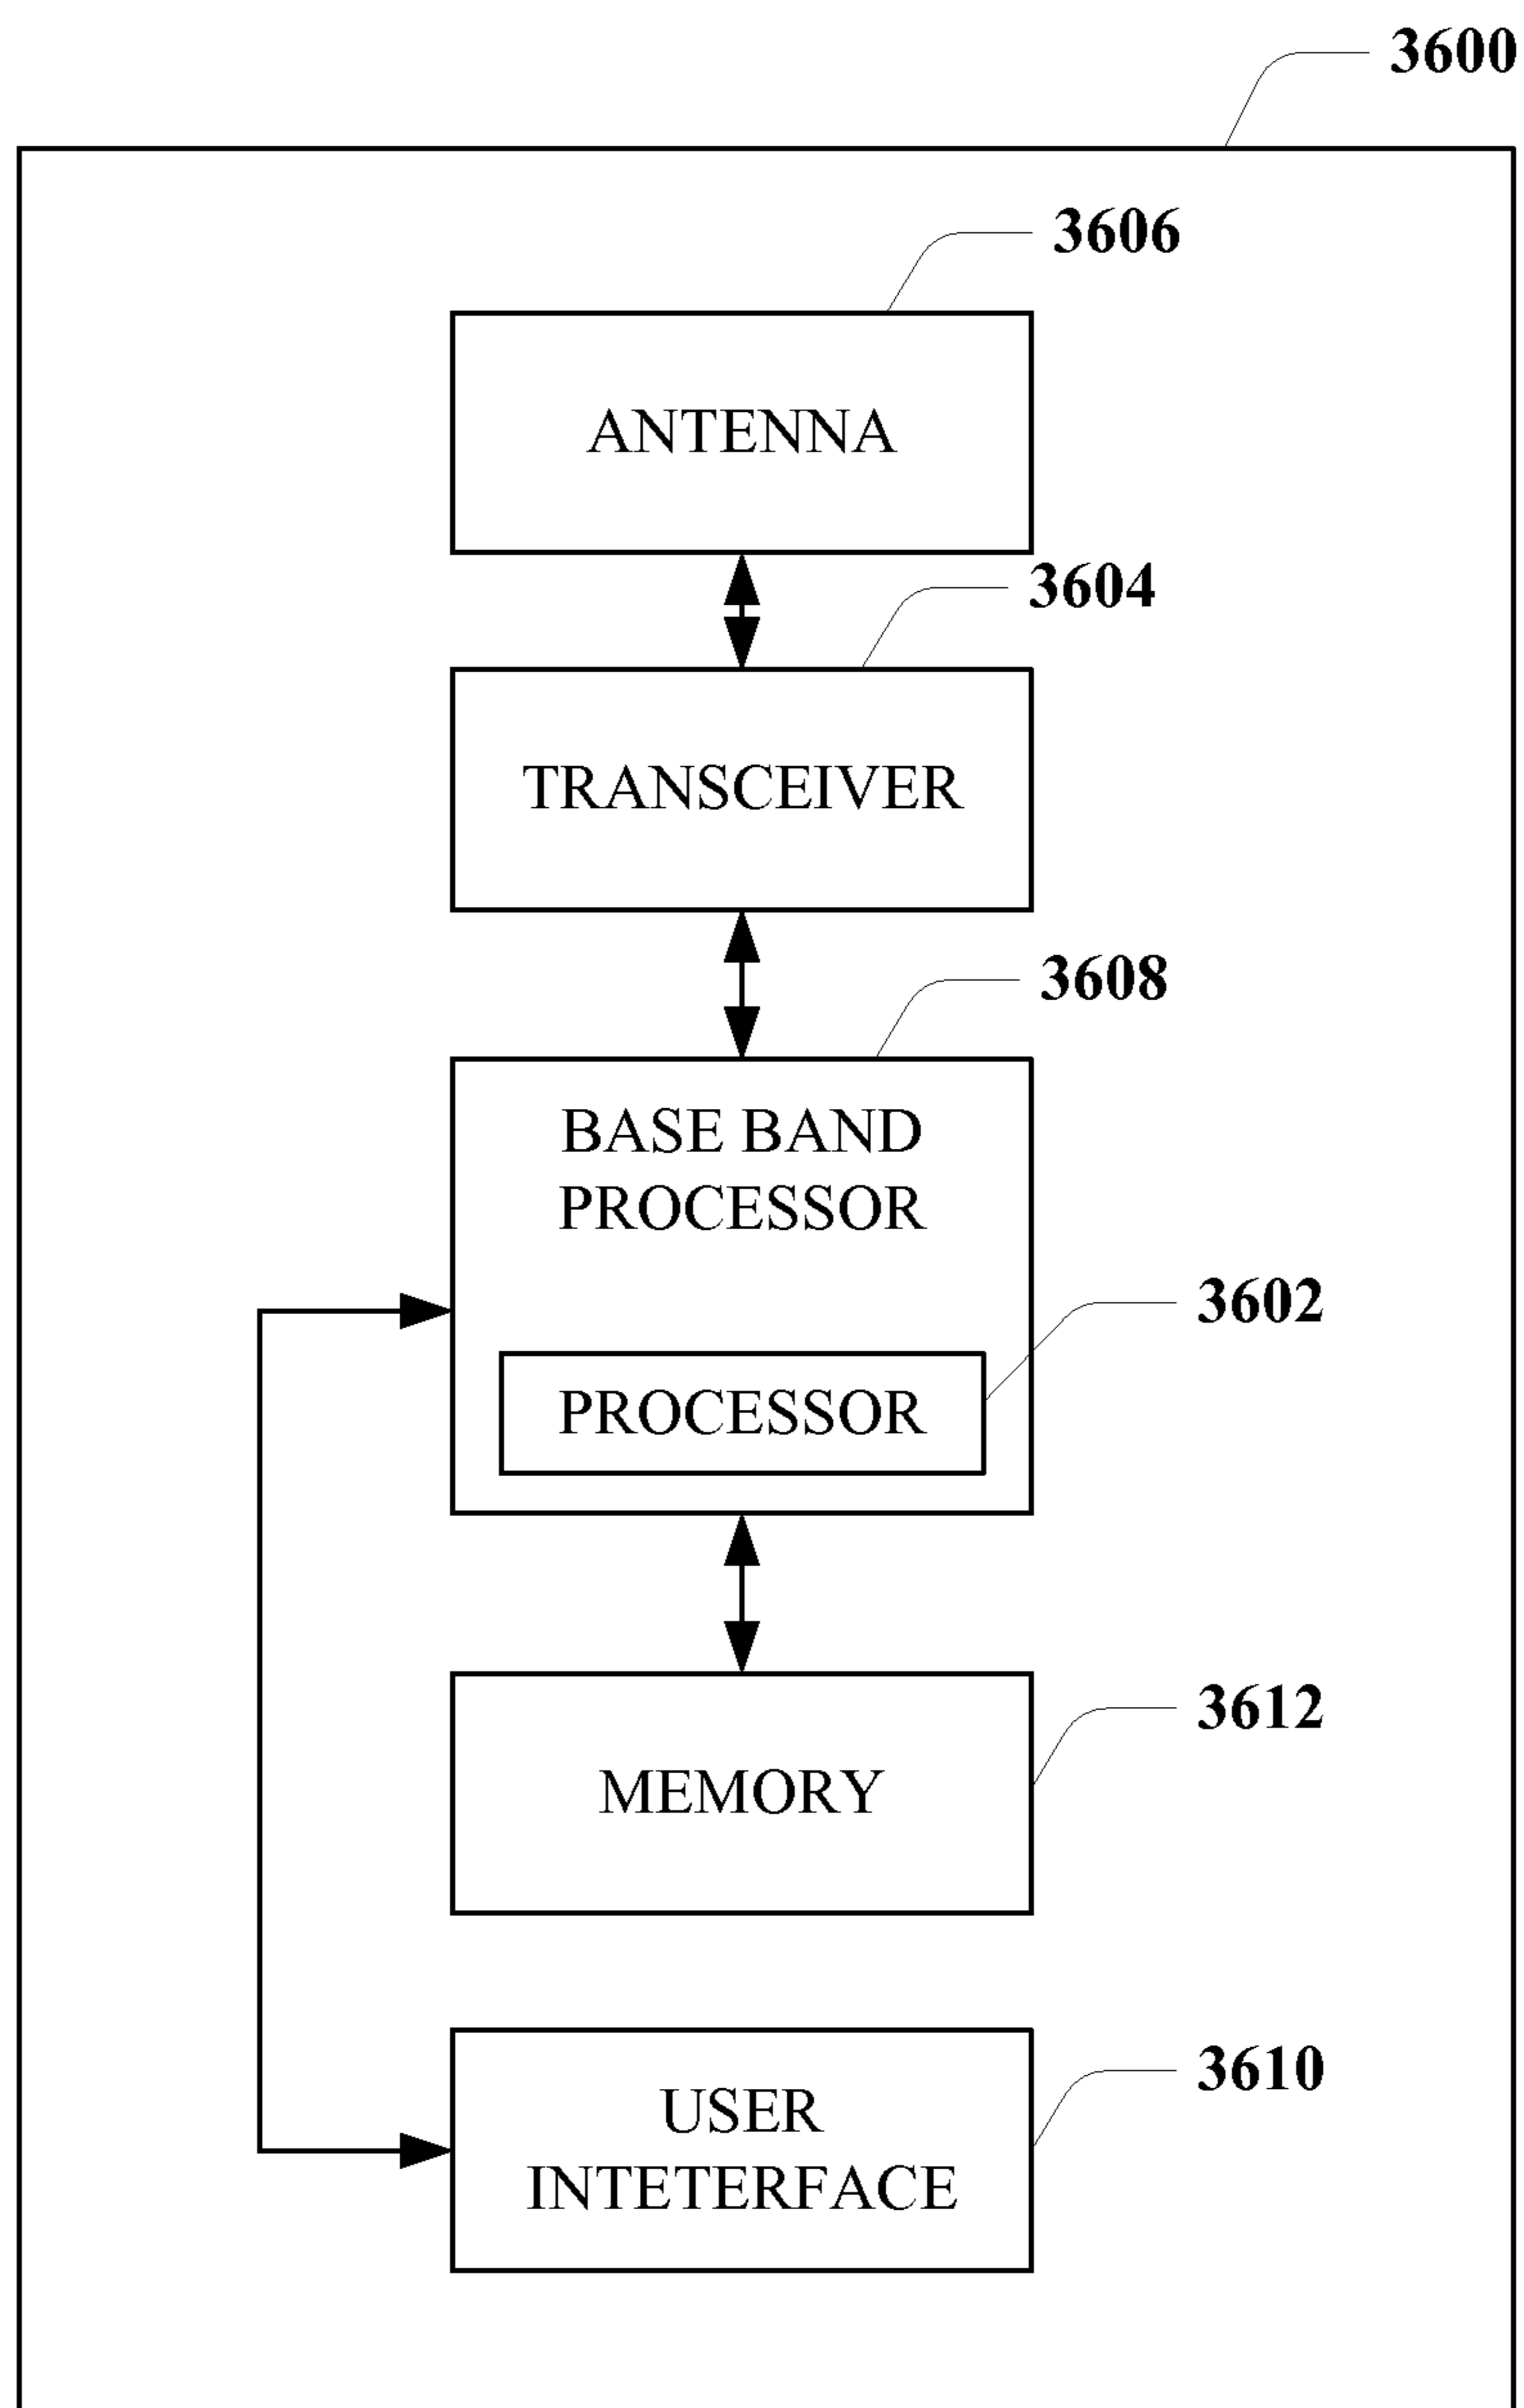 3600
3606
ANTENNA
3604
TRANSCEIVER
3608
BASE BAND
PROCESSOR
3602
PROCESSOR
3612
MEMORY
3610
USER
INTETERFACE